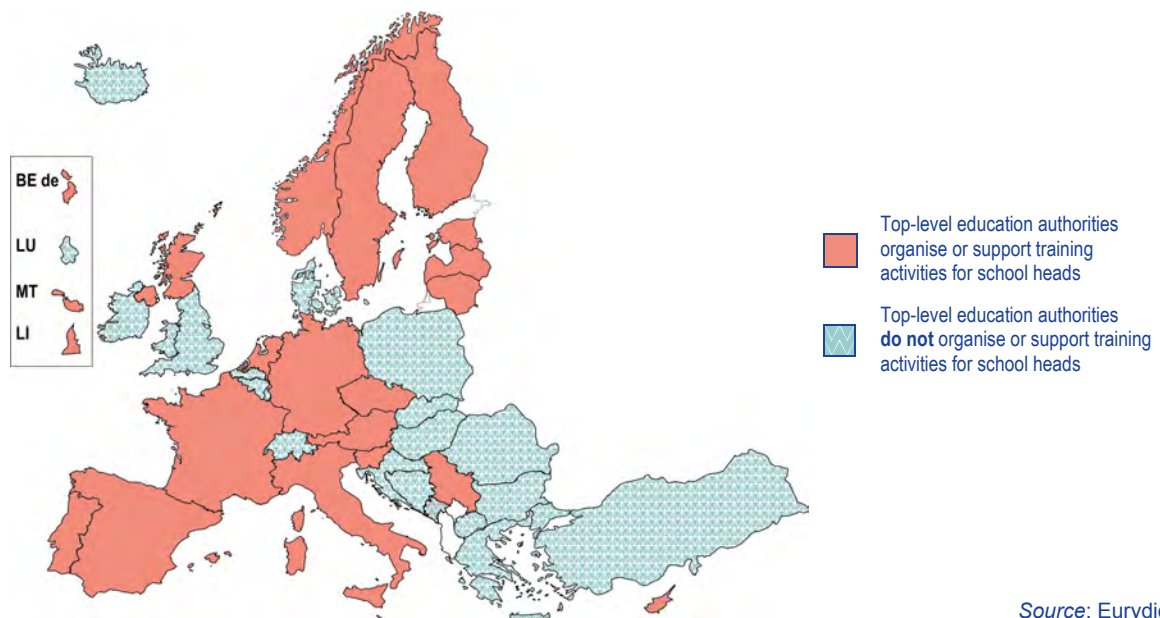 BE de
LU
MT
LI
Top-level education authorities
organise or support training
activities for school heads
Top-level education authorities
do not organise or support training
activities for school heads
Source: Eurydi